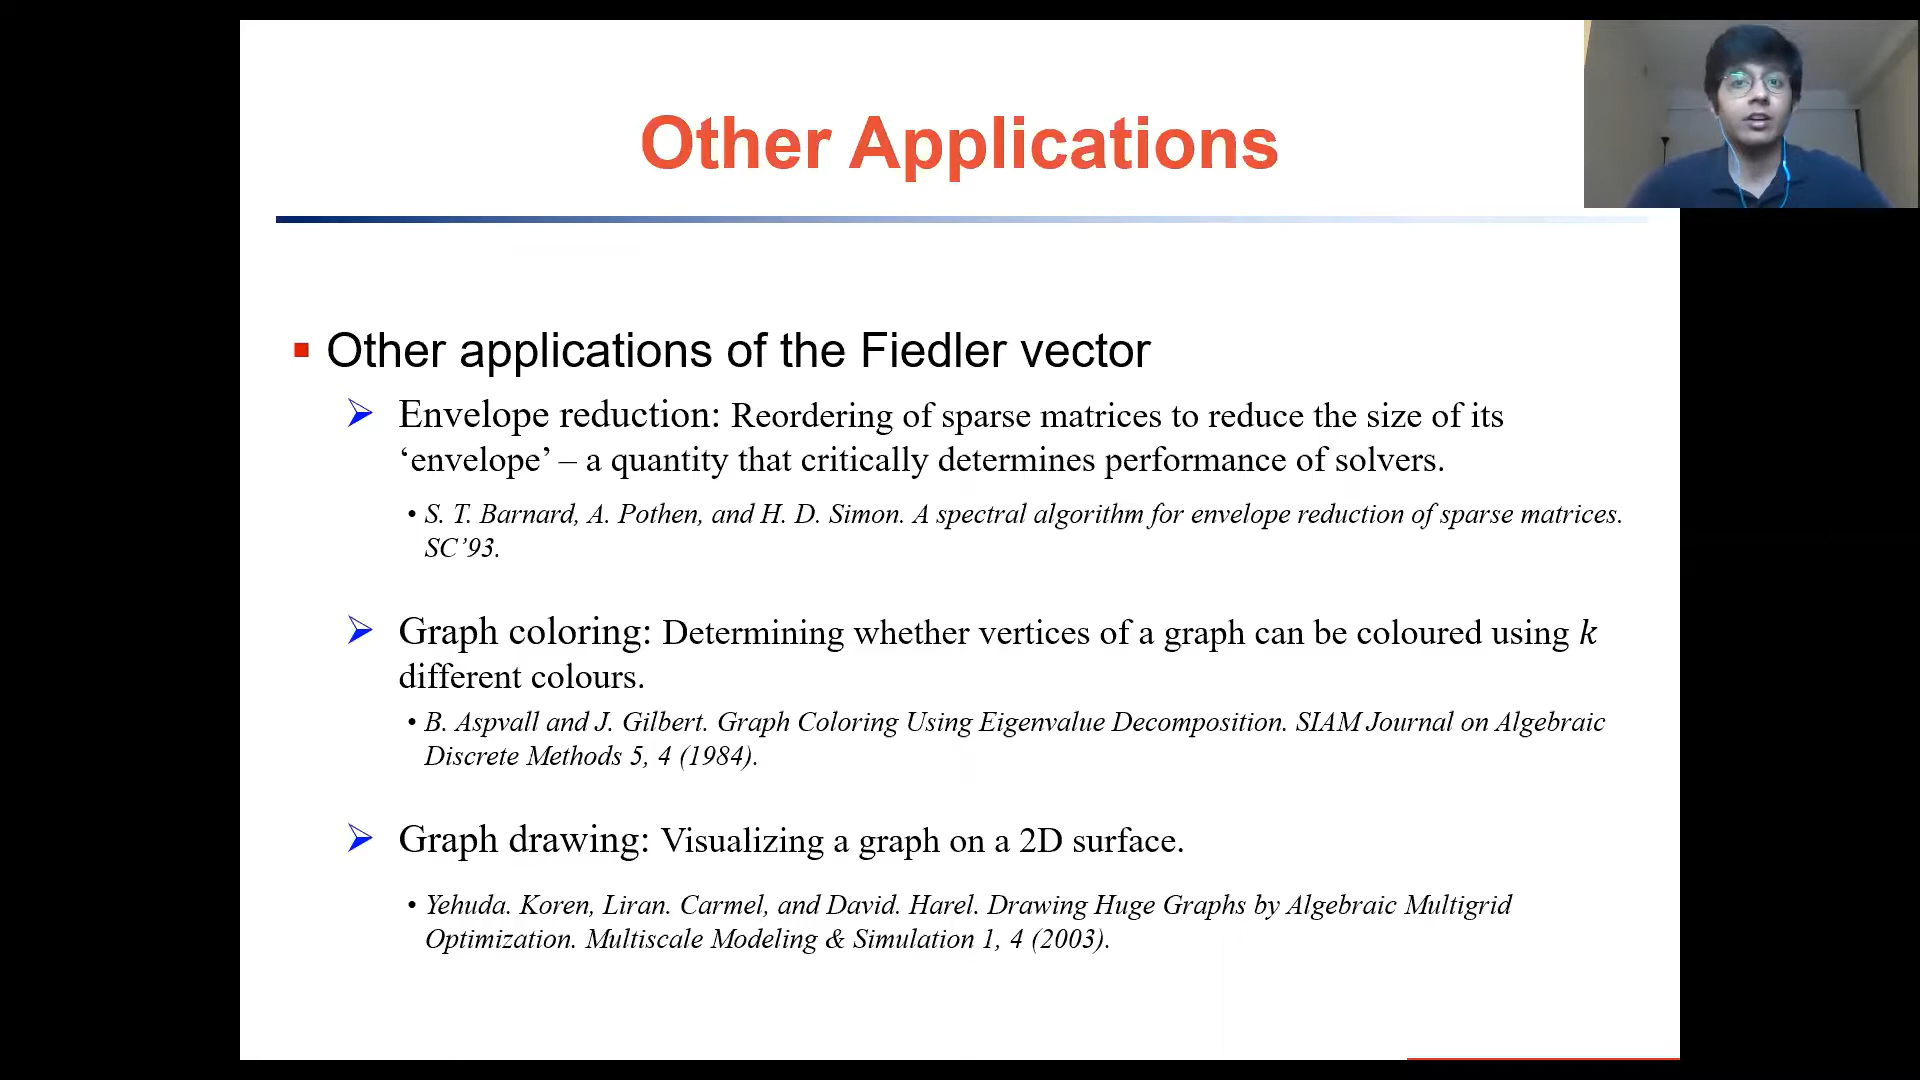 Other Applications
Other applications of the Fiedler vector
Envelope reduction: Reordering of sparse matrices to reduce the size of its
‘envelope’ – a quantity that critically determines performance of solvers.
• S. T. Barnard, A. Pothen, and H. D. Simon. A spectral algorithm for envelope reduction of sparse matrices.
SC’93.
Graph coloring: Determining whether vertices of a graph can be coloured using k
different colours.
• B. Aspvall and J. Gilbert. Graph Coloring Using Eigenvalue Decomposition. SIAM Journal on Algebraic
Discrete Methods 5, 4 (1984).
Graph drawing: Visualizing a graph on a 2D surface.
• Yehuda. Koren, Liran. Carmel, and David. Harel. Drawing Huge Graphs by Algebraic Multigrid
Optimization. Multiscale Modeling & Simulation 1, 4 (2003).